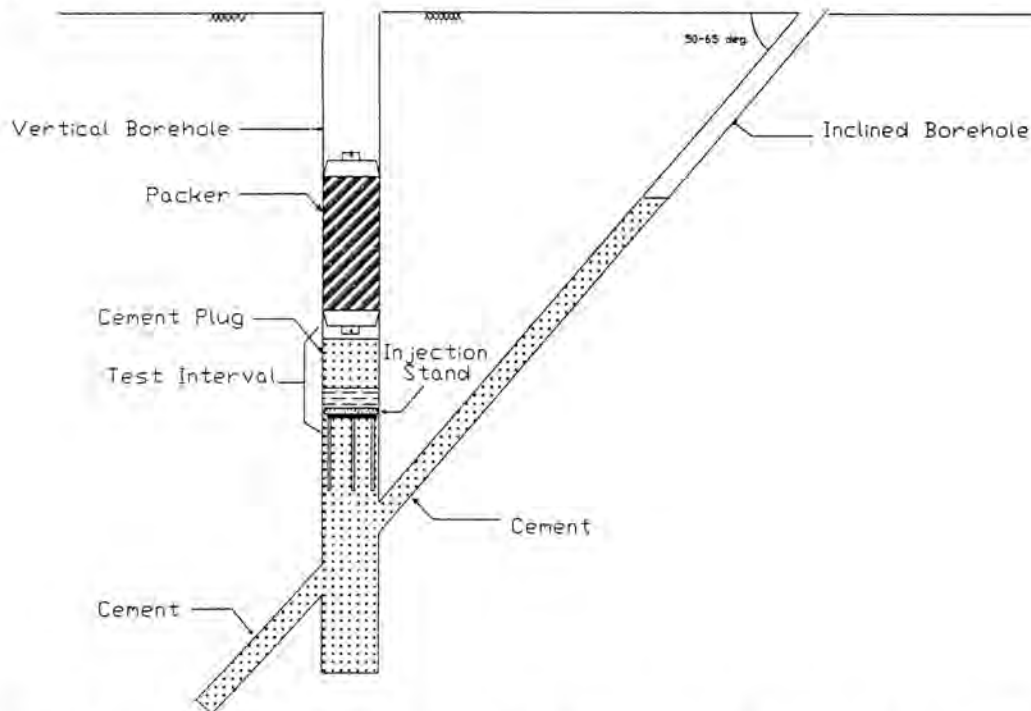 50-65 deg.
Vertical Borehole
Inclined Borehole
Packer
Cement Plug
Injection
Stand
Test Interval
Cement
Cement